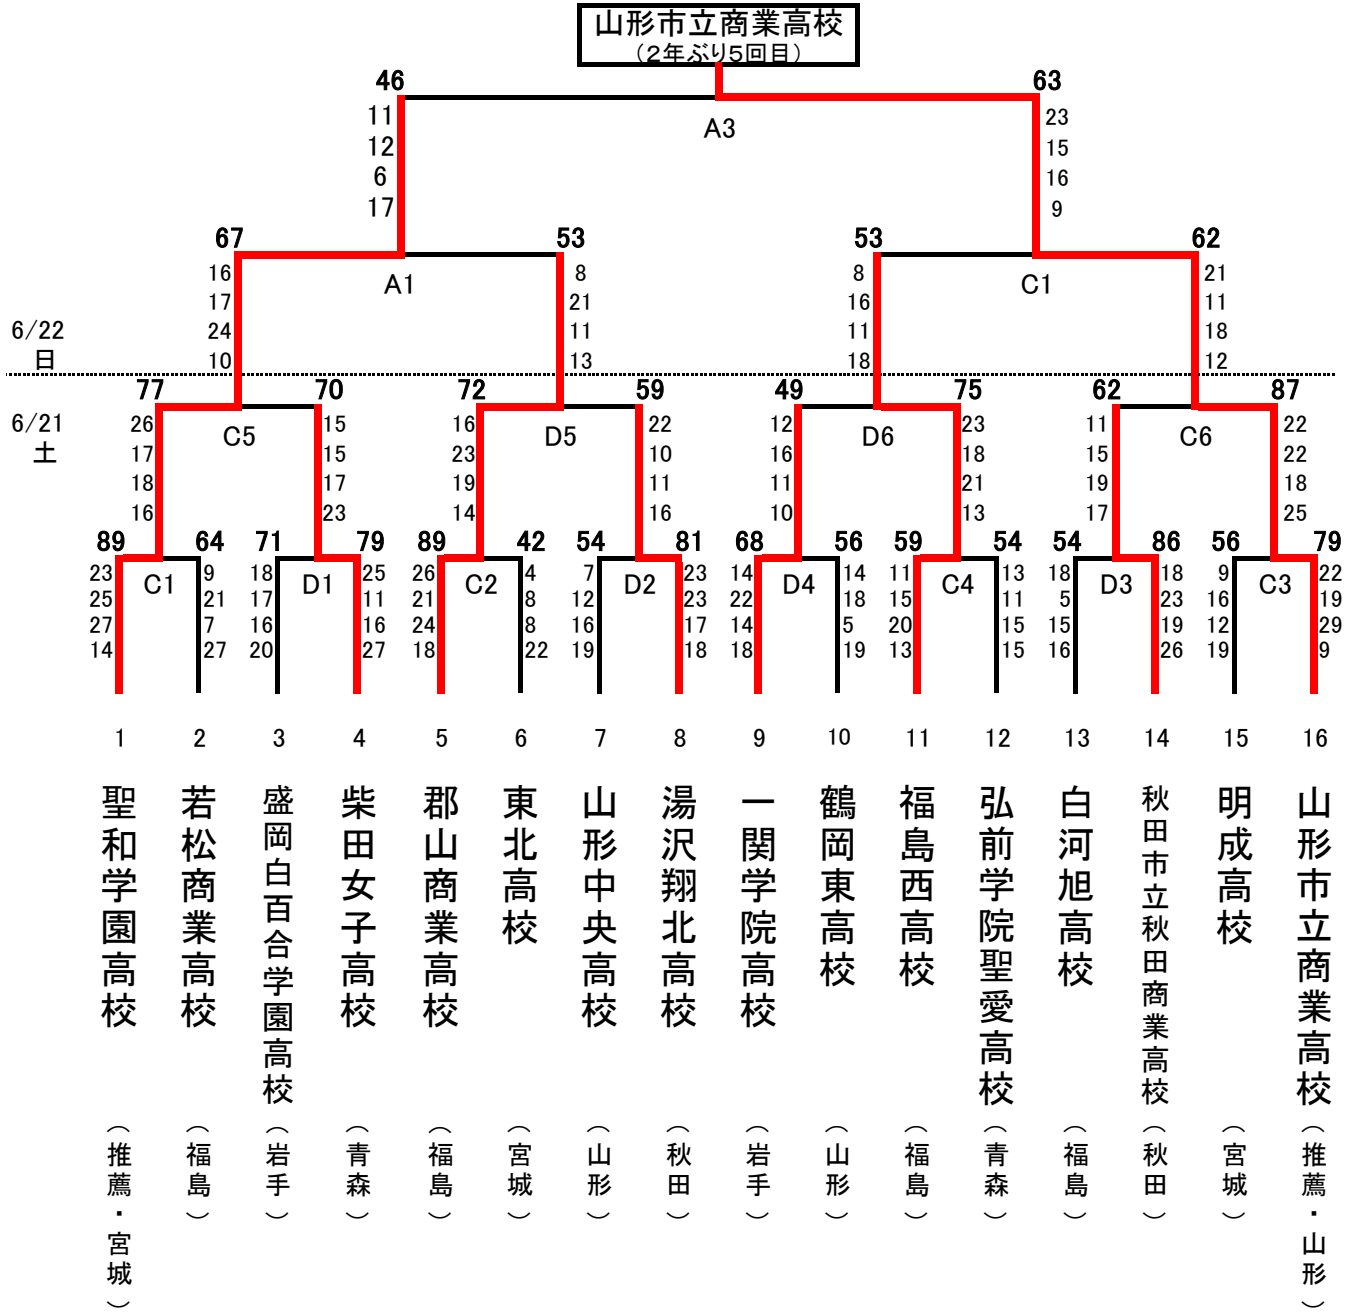 山形市立商業高校
（2年ぶり5回目）
46 63
11 23
12 A3 15
6 16
17 9
67 53 53 62
16 8 8 21
A1 C1
17 21 16 11
6/22 24 11 11 18
日 10 13 18 12
77 70 72 59 49 75 62 87
6/21 26 15 16 22 12 23 11 22
C5 D5 D6 C6
土 17 15 23 10 16 18 15 22
18 17 19 11 11 21 19 18
16 23 14 16 10 13 17 25
89 64 71 79 89 42 54 81 68 56 59 54 54 86 56 79
23 9 18 25 26 4 7 23 14 14 11 13 18 18 9 22
C1 D1 C2 D2 D4 C4 D3 C3
25 21 17 11 21 8 12 23 22 18 15 11 5 23 16 19
27 7 16 16 24 8 16 17 14 5 20 15 15 19 12 29
14 27 20 27 18 22 19 18 18 19 13 15 16 26 19 9
1 2 3 4 5 6 7 8 9 10 11 12 13 14 15 16
聖和学園高校
若松商業高校
盛岡白百合学園高校
柴田女子高校
郡山商業高校
東北高校
山形中央高校
湯沢翔北高校
一関学院高校
鶴岡東高校
福島西高校
弘前学院聖愛高校
白河旭高校
秋田市立秋田商業高校
明成高校
山形市立商業高校
（推薦・宮城）
（福島）
（岩手）
（青森）
（福島）
（宮城）
（山形）
（秋田）
（岩手）
（山形）
（福島）
（青森）
（福島）
（秋田）
（宮城）
（推薦・山形）